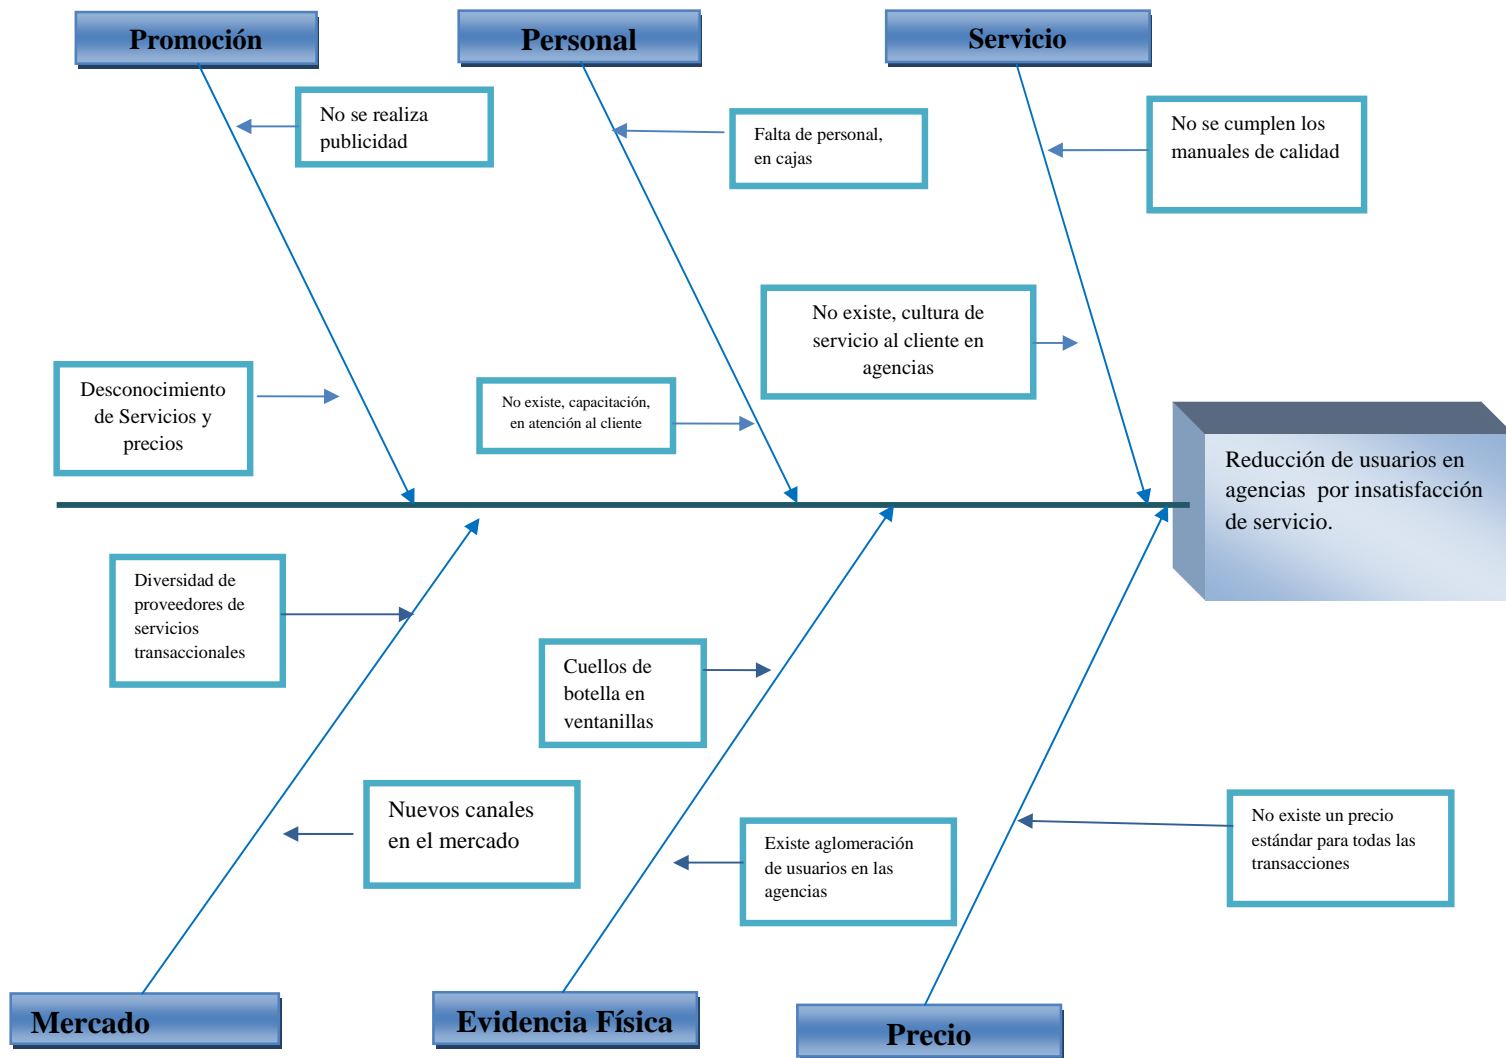 Promoción
Personal
Servicio
No se realiza
publicidad
Falta de personal,
en cajas
No se cumplen los
manuales de calidad
No existe, cultura de
servicio al cliente en
agencias
Desconocimiento
de Servicios y
precios
No existe, capacitación,
en atención al cliente
Reducción de usuarios en
agencias por insatisfacción
de servicio.
Diversidad de
proveedores de
servicios
transaccionales
Cuellos de
botella en
ventanillas
Nuevos canales
en el mercado
Existe aglomeración
de usuarios en las
agencias
No existe un precio
estándar para todas las
transacciones
Mercado
Evidencia Física
Precio